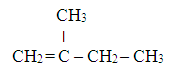 CH₃
CH₂ = C – CH₂ – CH₃